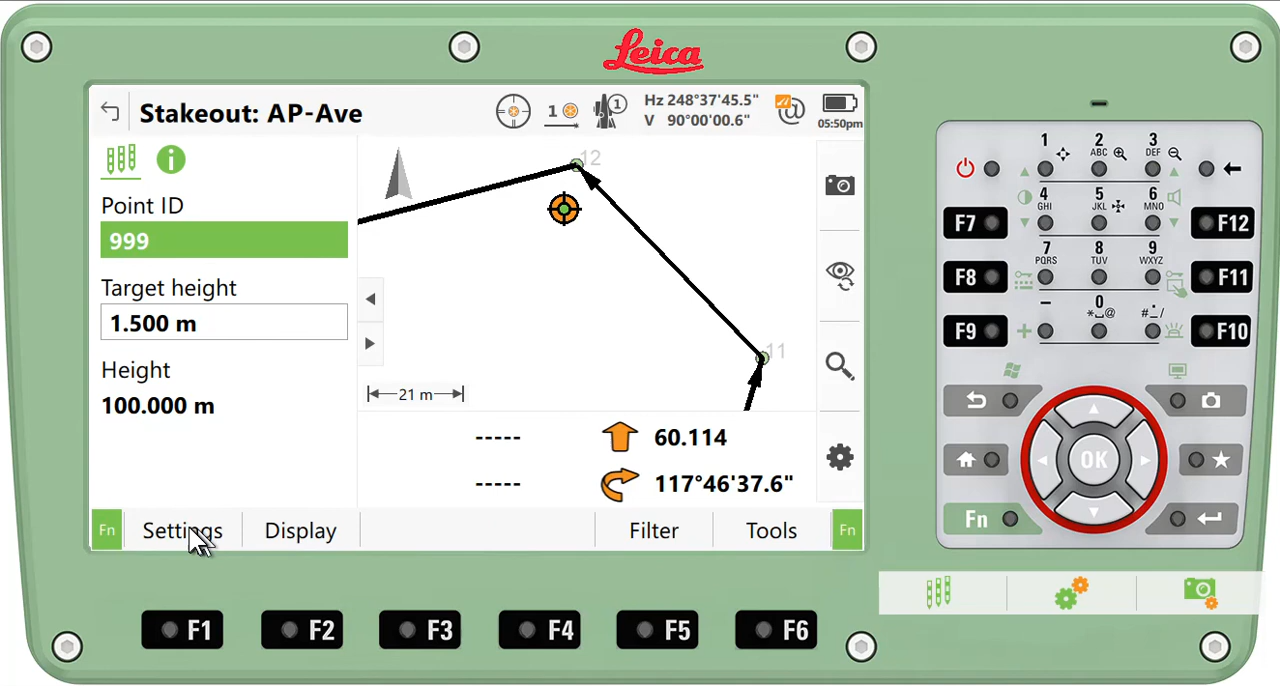 Leica
Stakeout: AP-Ave
1
1
Hz 248°37'45.5"
V 90°00'00.6"
@
05:50pm
i
Point ID
999
Target height
1.500 m
Height
100.000 m
12
11
21 m
-----
60.114
-----
117°46'37.6"
Fn
Settings
Display
Filter
Tools
Fn
F1
F2
F3
F4
F5
F6
1
2
ABC
3
DEF
4
GHI
5
JKL
6
MNO
7
PQRS
8
TUV
9
WXYZ
-
0
*⎵@
.
#_/
F7
F12
F8
F11
F9
F10
OK
Fn